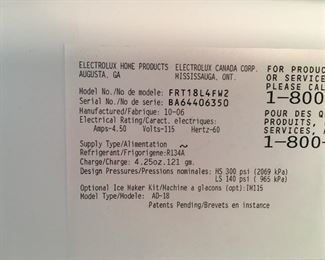 ELECTROLUX HOME PRODUCTS ELECTROLUX CANADA CORP.
AUGUSTA, GA MISSISSAUGA, ONT.
Model No./No de modele: FRT18L4FW2
Serial No./No de serie: BA64406350
Manufactured/Fabrique: 10-06
Electrical Rating/Caract. electriques:
Amps-4.50 Volts-115 Hertz-60
Supply Type/Alimentation ~
Refrigerant/Frigorigene:R134A
Charge/Charge: 4.25oz.121 gm.
Design Pressures/Pressions nominales: HS 300 psi (2069 kPa)
LS 140 psi ( 965 kPa)
Optional Ice Maker Kit/Machine a glacons (opt):IM115
Model Type/Modele: AD-18
Patents Pending/Brevets en instance
FOR PRODUC
OR SERVICE
PLEASE CAL
1-800
POUR DES
PRODUITS,
SERVICES, A
1-800-